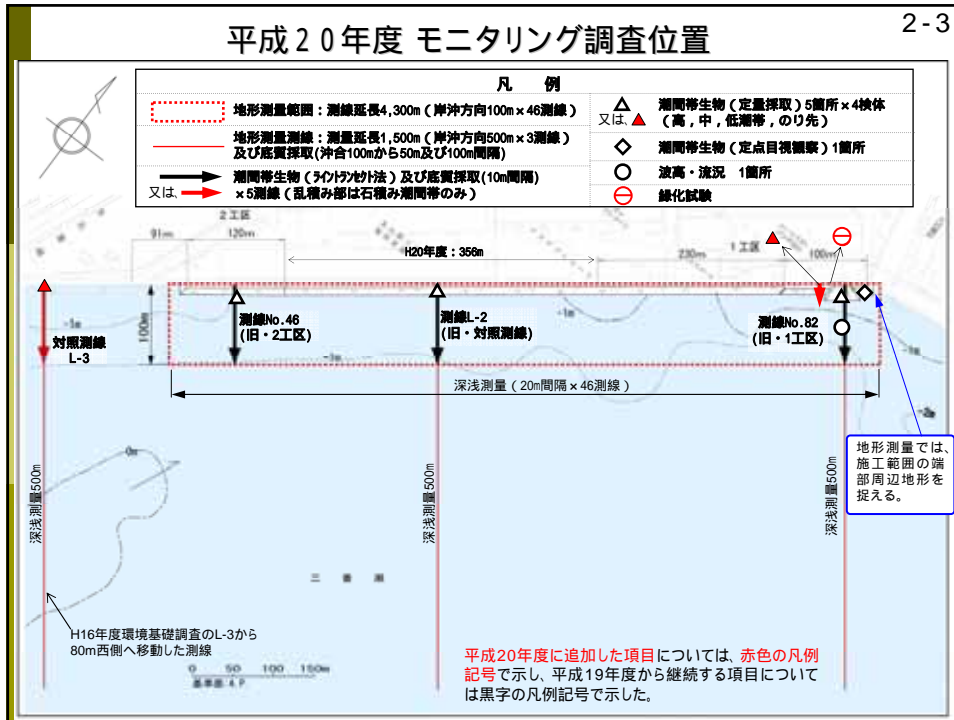 2-3
平成20年度 モニタリング調査位置
凡 例
地形測量範囲：測線延長4,300m（岸沖方向100m×46測線）
地形測量測線：測量延長1,500m（岸沖方向500m×3測線）
及び底質採取(沖合100mから50m及び100m間隔)
潮間帯生物（ﾗｲﾝﾄﾗﾝｾｸﾄ法）及び底質採取(10m間隔)
又は、
×5測線（乱積み部は石積み潮間帯のみ）
潮間帯生物（定量採取）5箇所×4検体
又は、
（高，中，低潮帯，のり先）
潮間帯生物（定点目視観察）1箇所
波高・流況 1箇所
緑化試験
2工区
91m
120m
H20年度：356m
230m
1工区
100m
100m
-1m
-1m
-1m
-1m
-2m
0m
対照測線
L-3
測線No.46
(旧・2工区)
測線L-2
(旧・対照測線)
測線No.82
(旧・1工区)
深浅測量（20m間隔×46測線）
深浅測量500m
深浅測量500m
深浅測量500m
地形測量では、
施工範囲の端
部周辺地形を
捉える。
三 番 瀬
H16年度環境基礎調査のL-3から
80m西側へ移動した測線
0 50 100 150m
基準面 A.P
平成20年度に追加した項目については、赤色の凡例
記号で示し、平成19年度から継続する項目について
は黒字の凡例記号で示した。